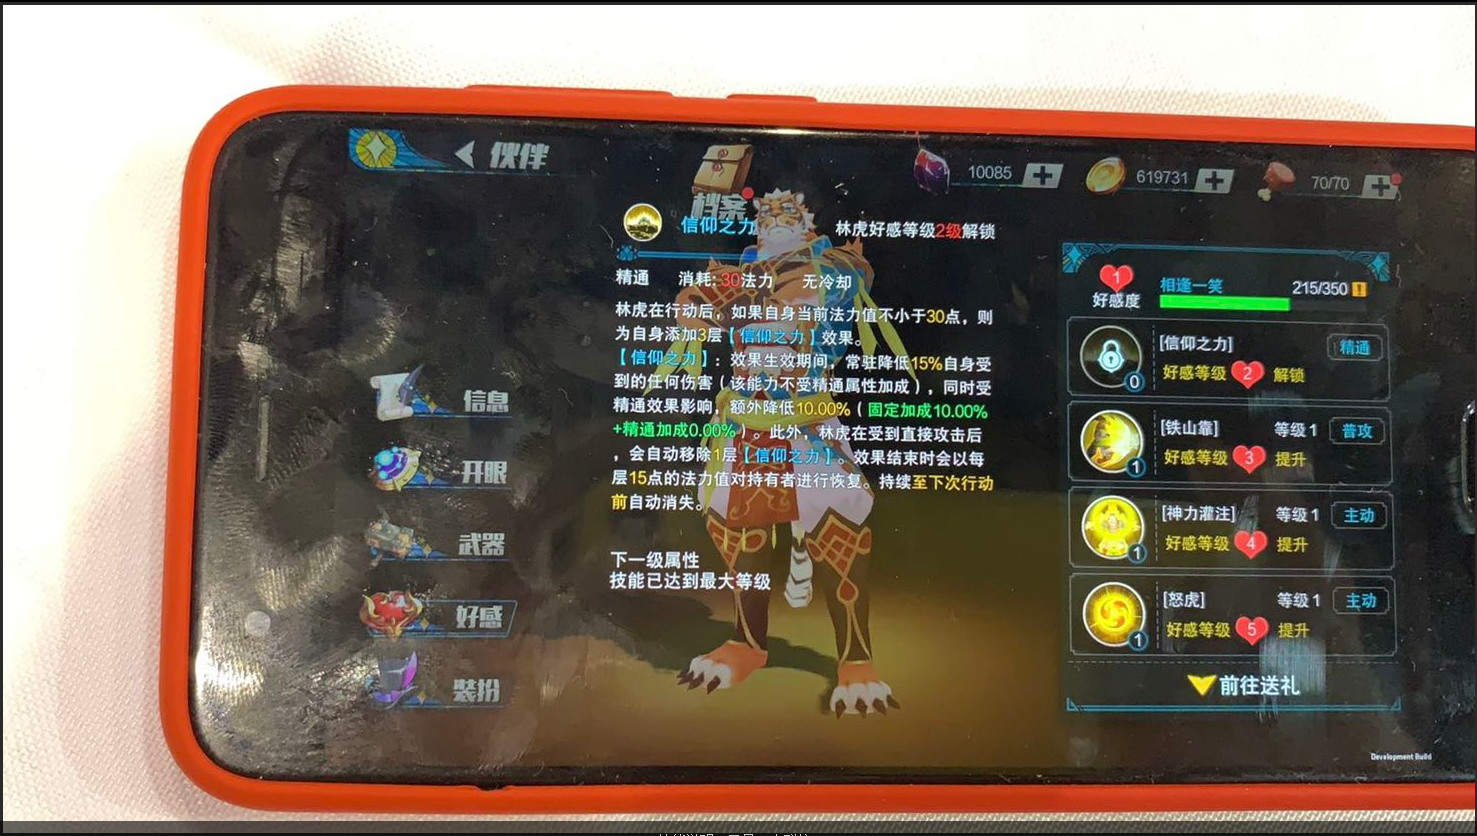 伙伴
10085
619731
70/70
档案
信仰之力
林虎好感等级2级解锁
精通 消耗:30法力 无冷却
林虎在行动后，如果自身当前法力值不小于30点，则
为自身添加3层【信仰之力】效果。
【信仰之力】：效果生效期间，常驻降低15%自身受
到的任何伤害（该能力不受精通属性加成），同时受
精通效果影响，额外降低10.00%（固定加成10.00%
+精通加成0.00%）。此外，林虎在受到直接攻击后
，会自动移除1层【信仰之力】。效果结束时会以每
层15点的法力值对持有者进行恢复。持续至下次行动
前自动消失。
下一级属性
技能已达到最大等级
信息
开眼
武器
好感
装扮
1
好感度
相逢一笑
215/350
[信仰之力]
精通
好感等级 2 解锁
0
[铁山靠] 等级1 普攻
好感等级 3 提升
1
[神力灌注] 等级1 主动
好感等级 4 提升
1
[怒虎] 等级1 主动
好感等级 5 提升
1
前往送礼
Development Build